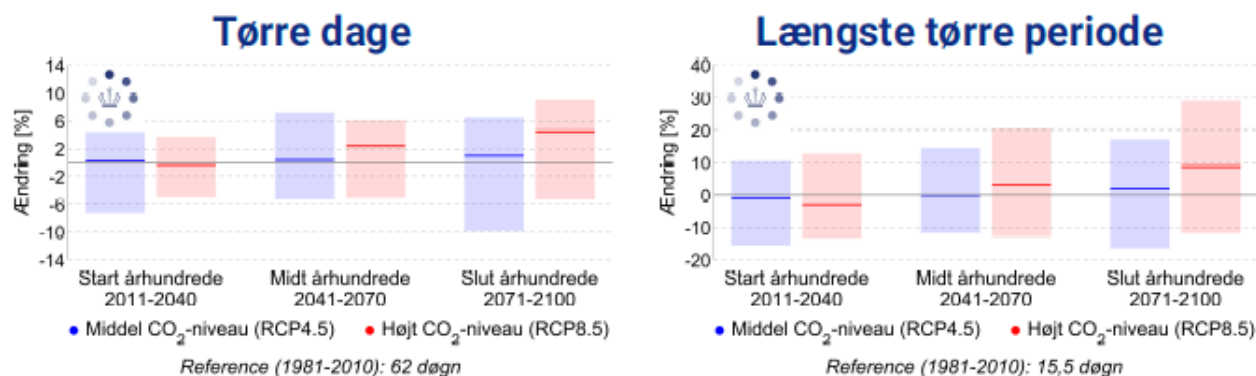 Tørre dage
Ændring [%]
14
10
6
2
-2
-6
-10
-14
Start århundrede
2011-2040
Midt århundrede
2041-2070
Slut århundrede
2071-2100
Middel CO2-niveau (RCP4.5)
Højt CO2-niveau (RCP8.5)
Reference (1981-2010): 62 døgn
Længste tørre periode
Ændring [%]
40
30
20
10
0
-10
-20
Start århundrede
2011-2040
Midt århundrede
2041-2070
Slut århundrede
2071-2100
Middel CO2-niveau (RCP4.5)
Højt CO2-niveau (RCP8.5)
Reference (1981-2010): 15,5 døgn